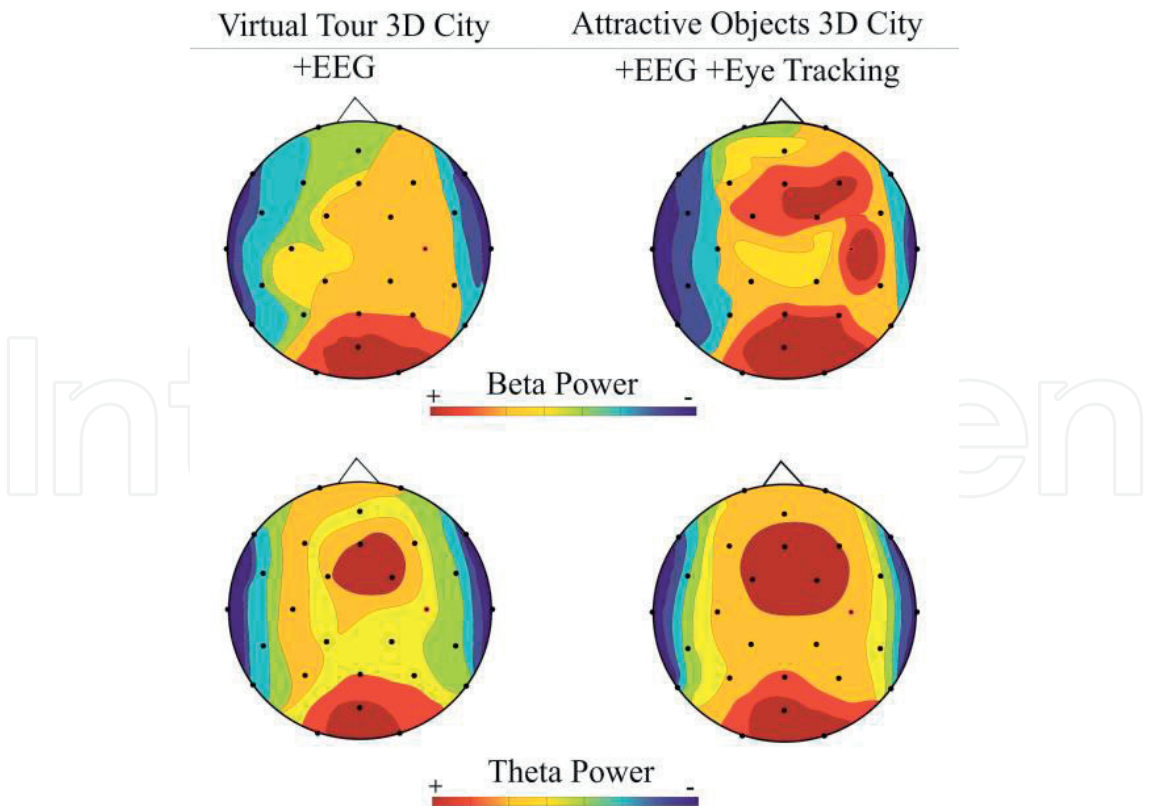 Virtual Tour 3D City
Attractive Objects 3D City
+EEG
+EEG +Eye Tracking
Beta Power
+ -
Theta Power
+ -